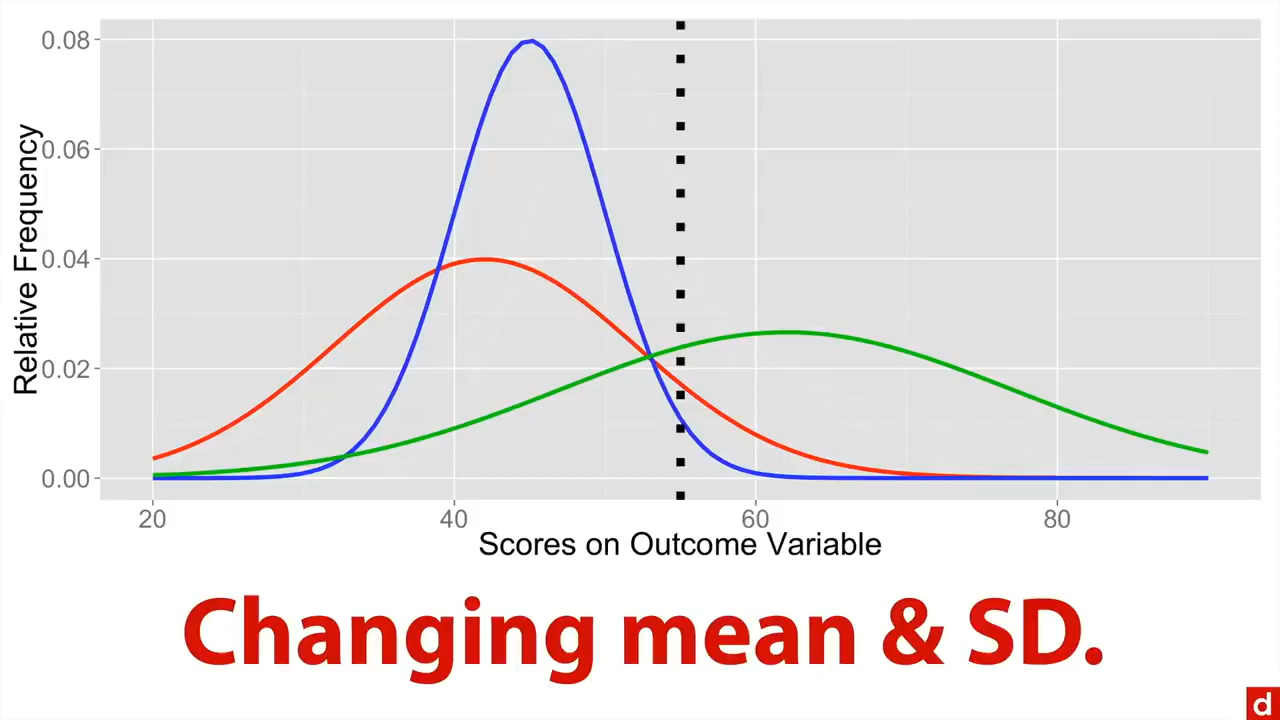 0.08
0.06
0.04
0.02
0.00
Relative Frequency
20 40 60 80
Scores on Outcome Variable
Changing mean & SD.
d